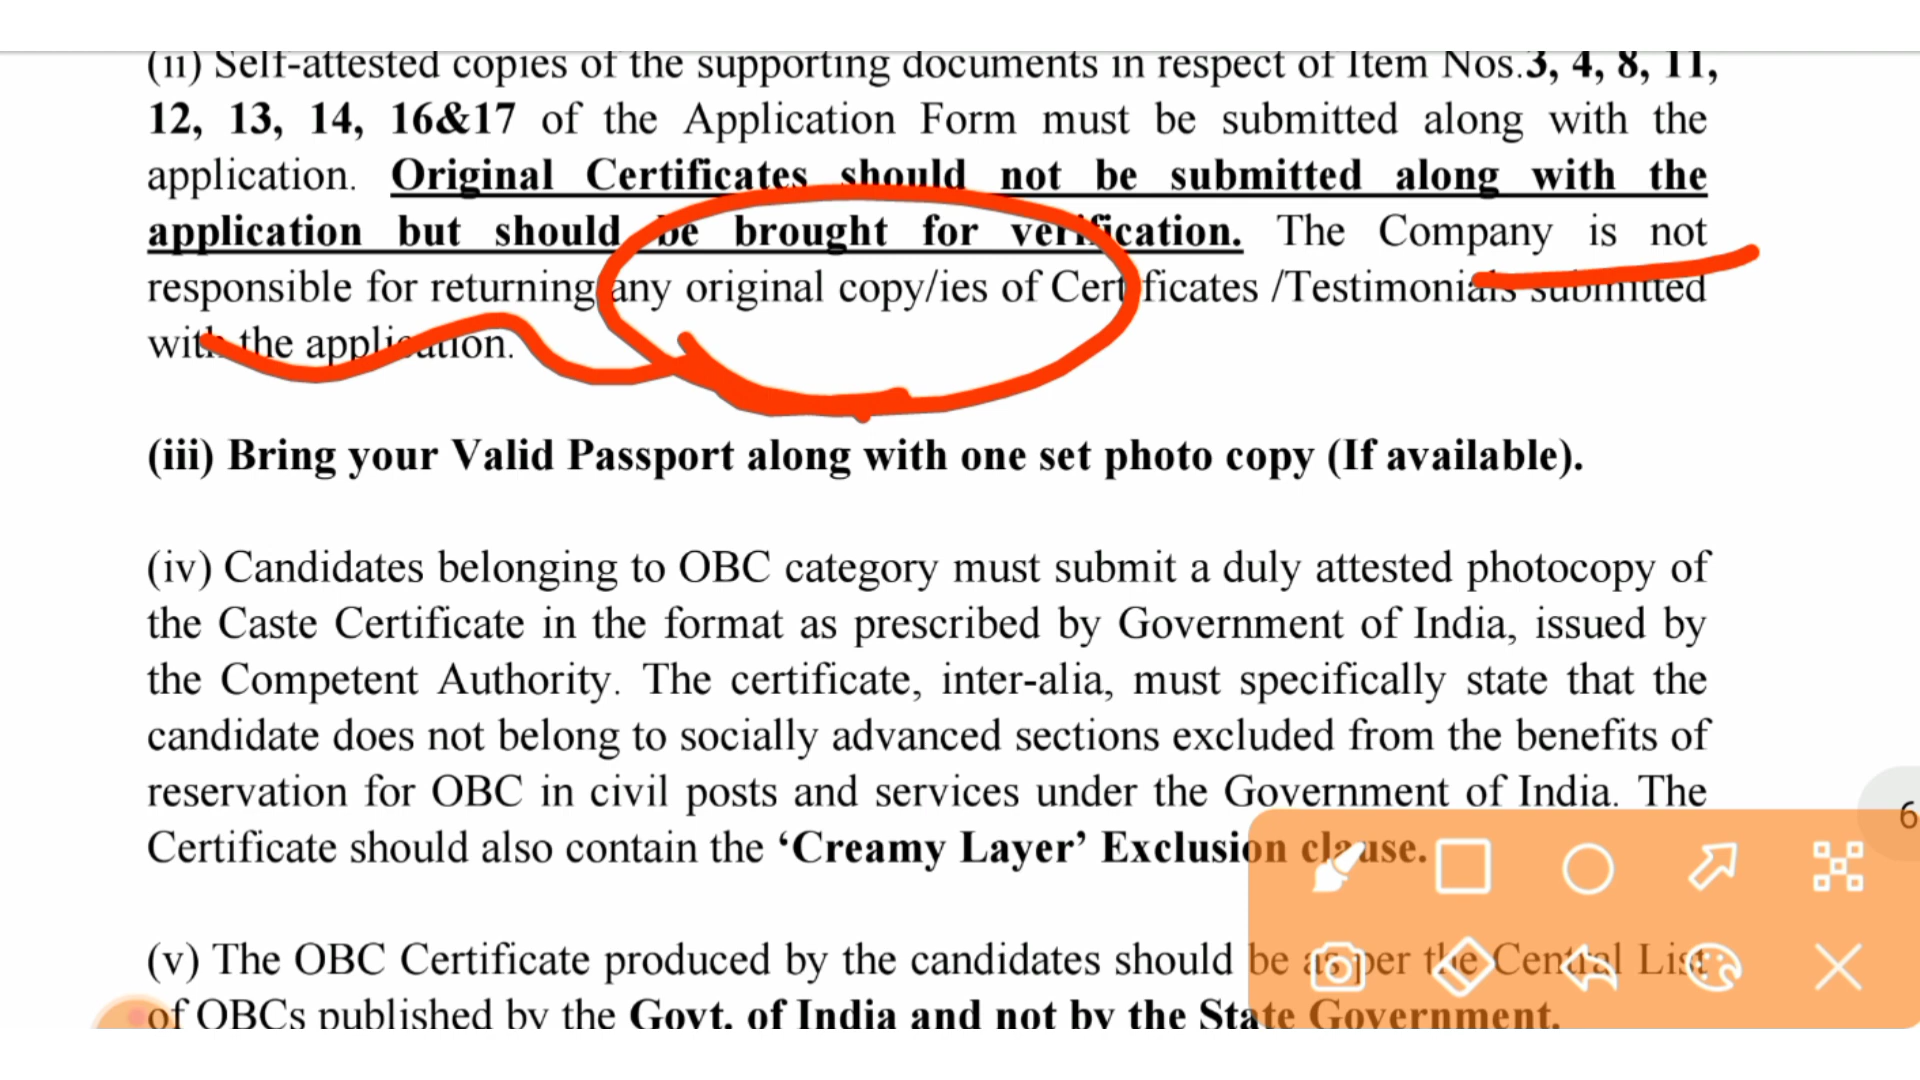 (ii) Self-attested copies of the supporting documents in respect of Item Nos.3, 4, 8, 11,
12, 13, 14, 16&17 of the Application Form must be submitted along with the
application. Original Certificates should not be submitted along with the
application but should be brought for verification. The Company is not
responsible for returning any original copy/ies of Certificates /Testimonials submitted
with the application.
(iii) Bring your Valid Passport along with one set photo copy (If available).
(iv) Candidates belonging to OBC category must submit a duly attested photocopy of
the Caste Certificate in the format as prescribed by Government of India, issued by
the Competent Authority. The certificate, inter-alia, must specifically state that the
candidate does not belong to socially advanced sections excluded from the benefits of
reservation for OBC in civil posts and services under the Government of India. The
Certificate should also contain the ‘Creamy Layer’ Exclusion clause.
6
(v) The OBC Certificate produced by the candidates should be as per the Central List
of OBCs published by the Govt. of India and not by the State Government.